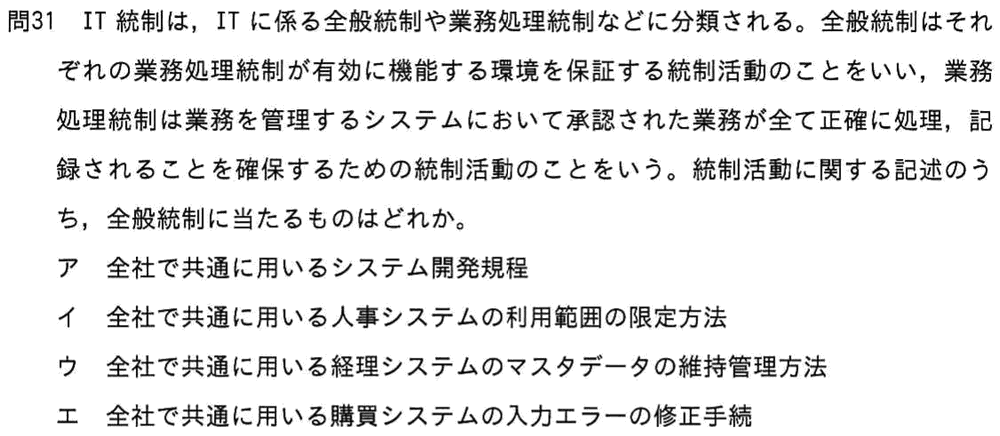 問31 IT 統制は，IT に係る全般統制や業務処理統制などに分類される。全般統制はそれ
ぞれの業務処理統制が有効に機能する環境を保証する統制活動のことをいい，業務
処理統制は業務を管理するシステムにおいて承認された業務が全て正確に処理，記
録されることを確保するための統制活動のことをいう。統制活動に関する記述のう
ち，全般統制に当たるものはどれか。
ア 全社で共通に用いるシステム開発規程
イ 全社で共通に用いる人事システムの利用範囲の限定方法
ウ 全社で共通に用いる経理システムのマスタデータの維持管理方法
エ 全社で共通に用いる購買システムの入力エラーの修正手続